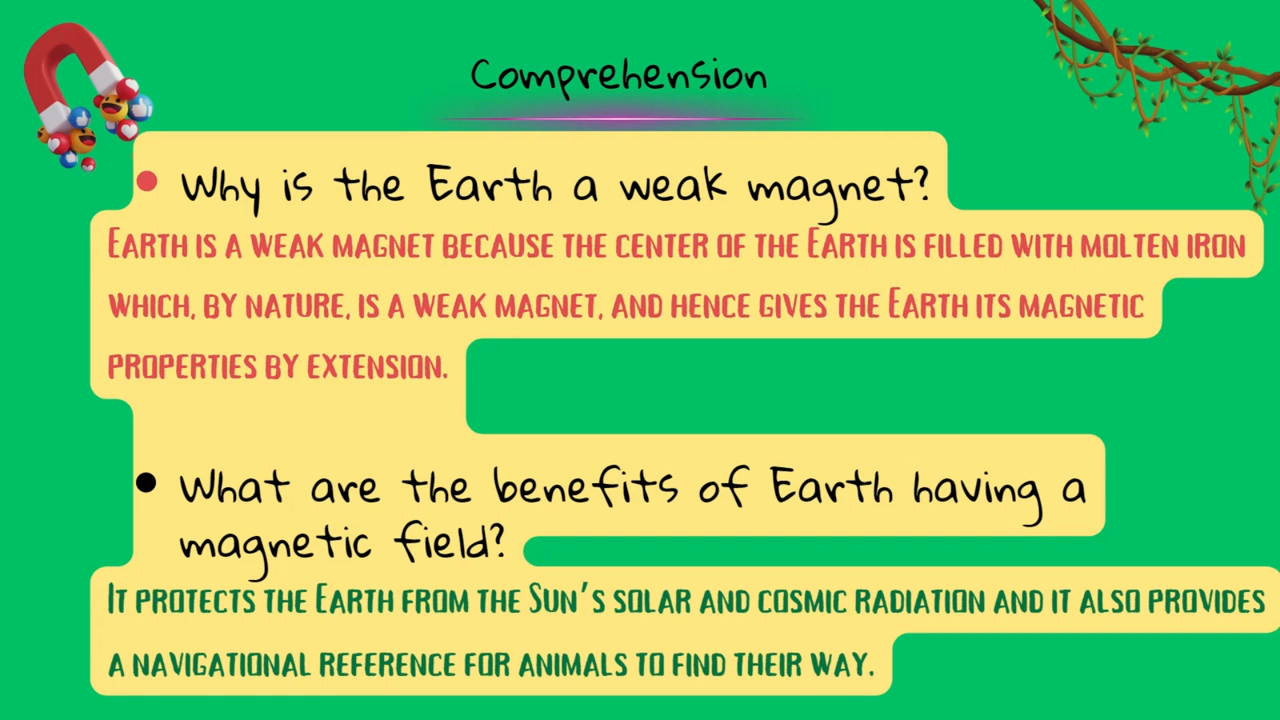 Comprehension
• Why is the Earth a weak magnet?
Earth is a weak magnet because the center of the Earth is filled with molten iron
which, by nature, is a weak magnet, and hence gives the Earth its magnetic
properties by extension.
• What are the benefits of Earth having a
magnetic field?
It protects the Earth from the Sun's solar and cosmic radiation and it also provides
a navigational reference for animals to find their way.